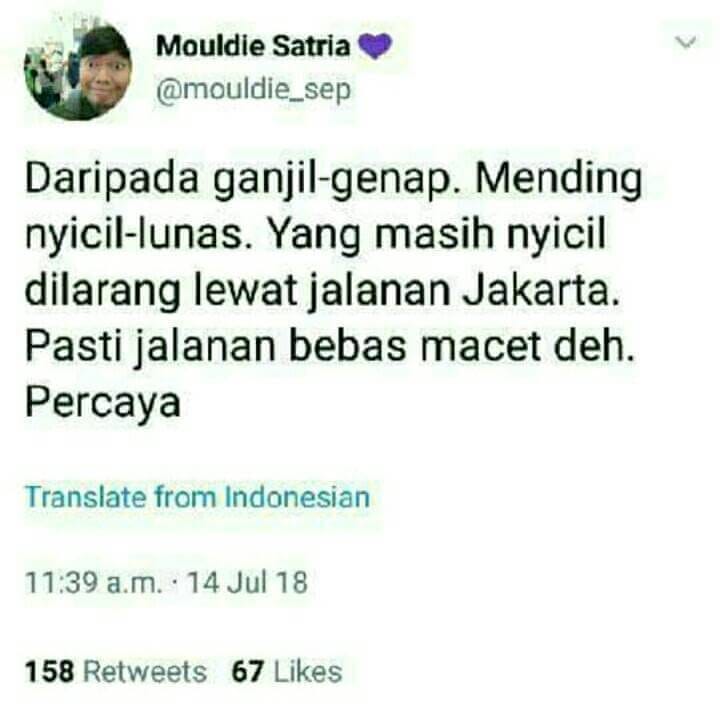 Mouldie Satria 💜
@mouldie_sep
Daripada ganjil-genap. Mending
nyicil-lunas. Yang masih nyicil
dilarang lewat jalanan Jakarta.
Pasti jalanan bebas macet deh.
Percaya
Translate from Indonesian
11:39 a.m. · 14 Jul 18
158 Retweets 67 Likes